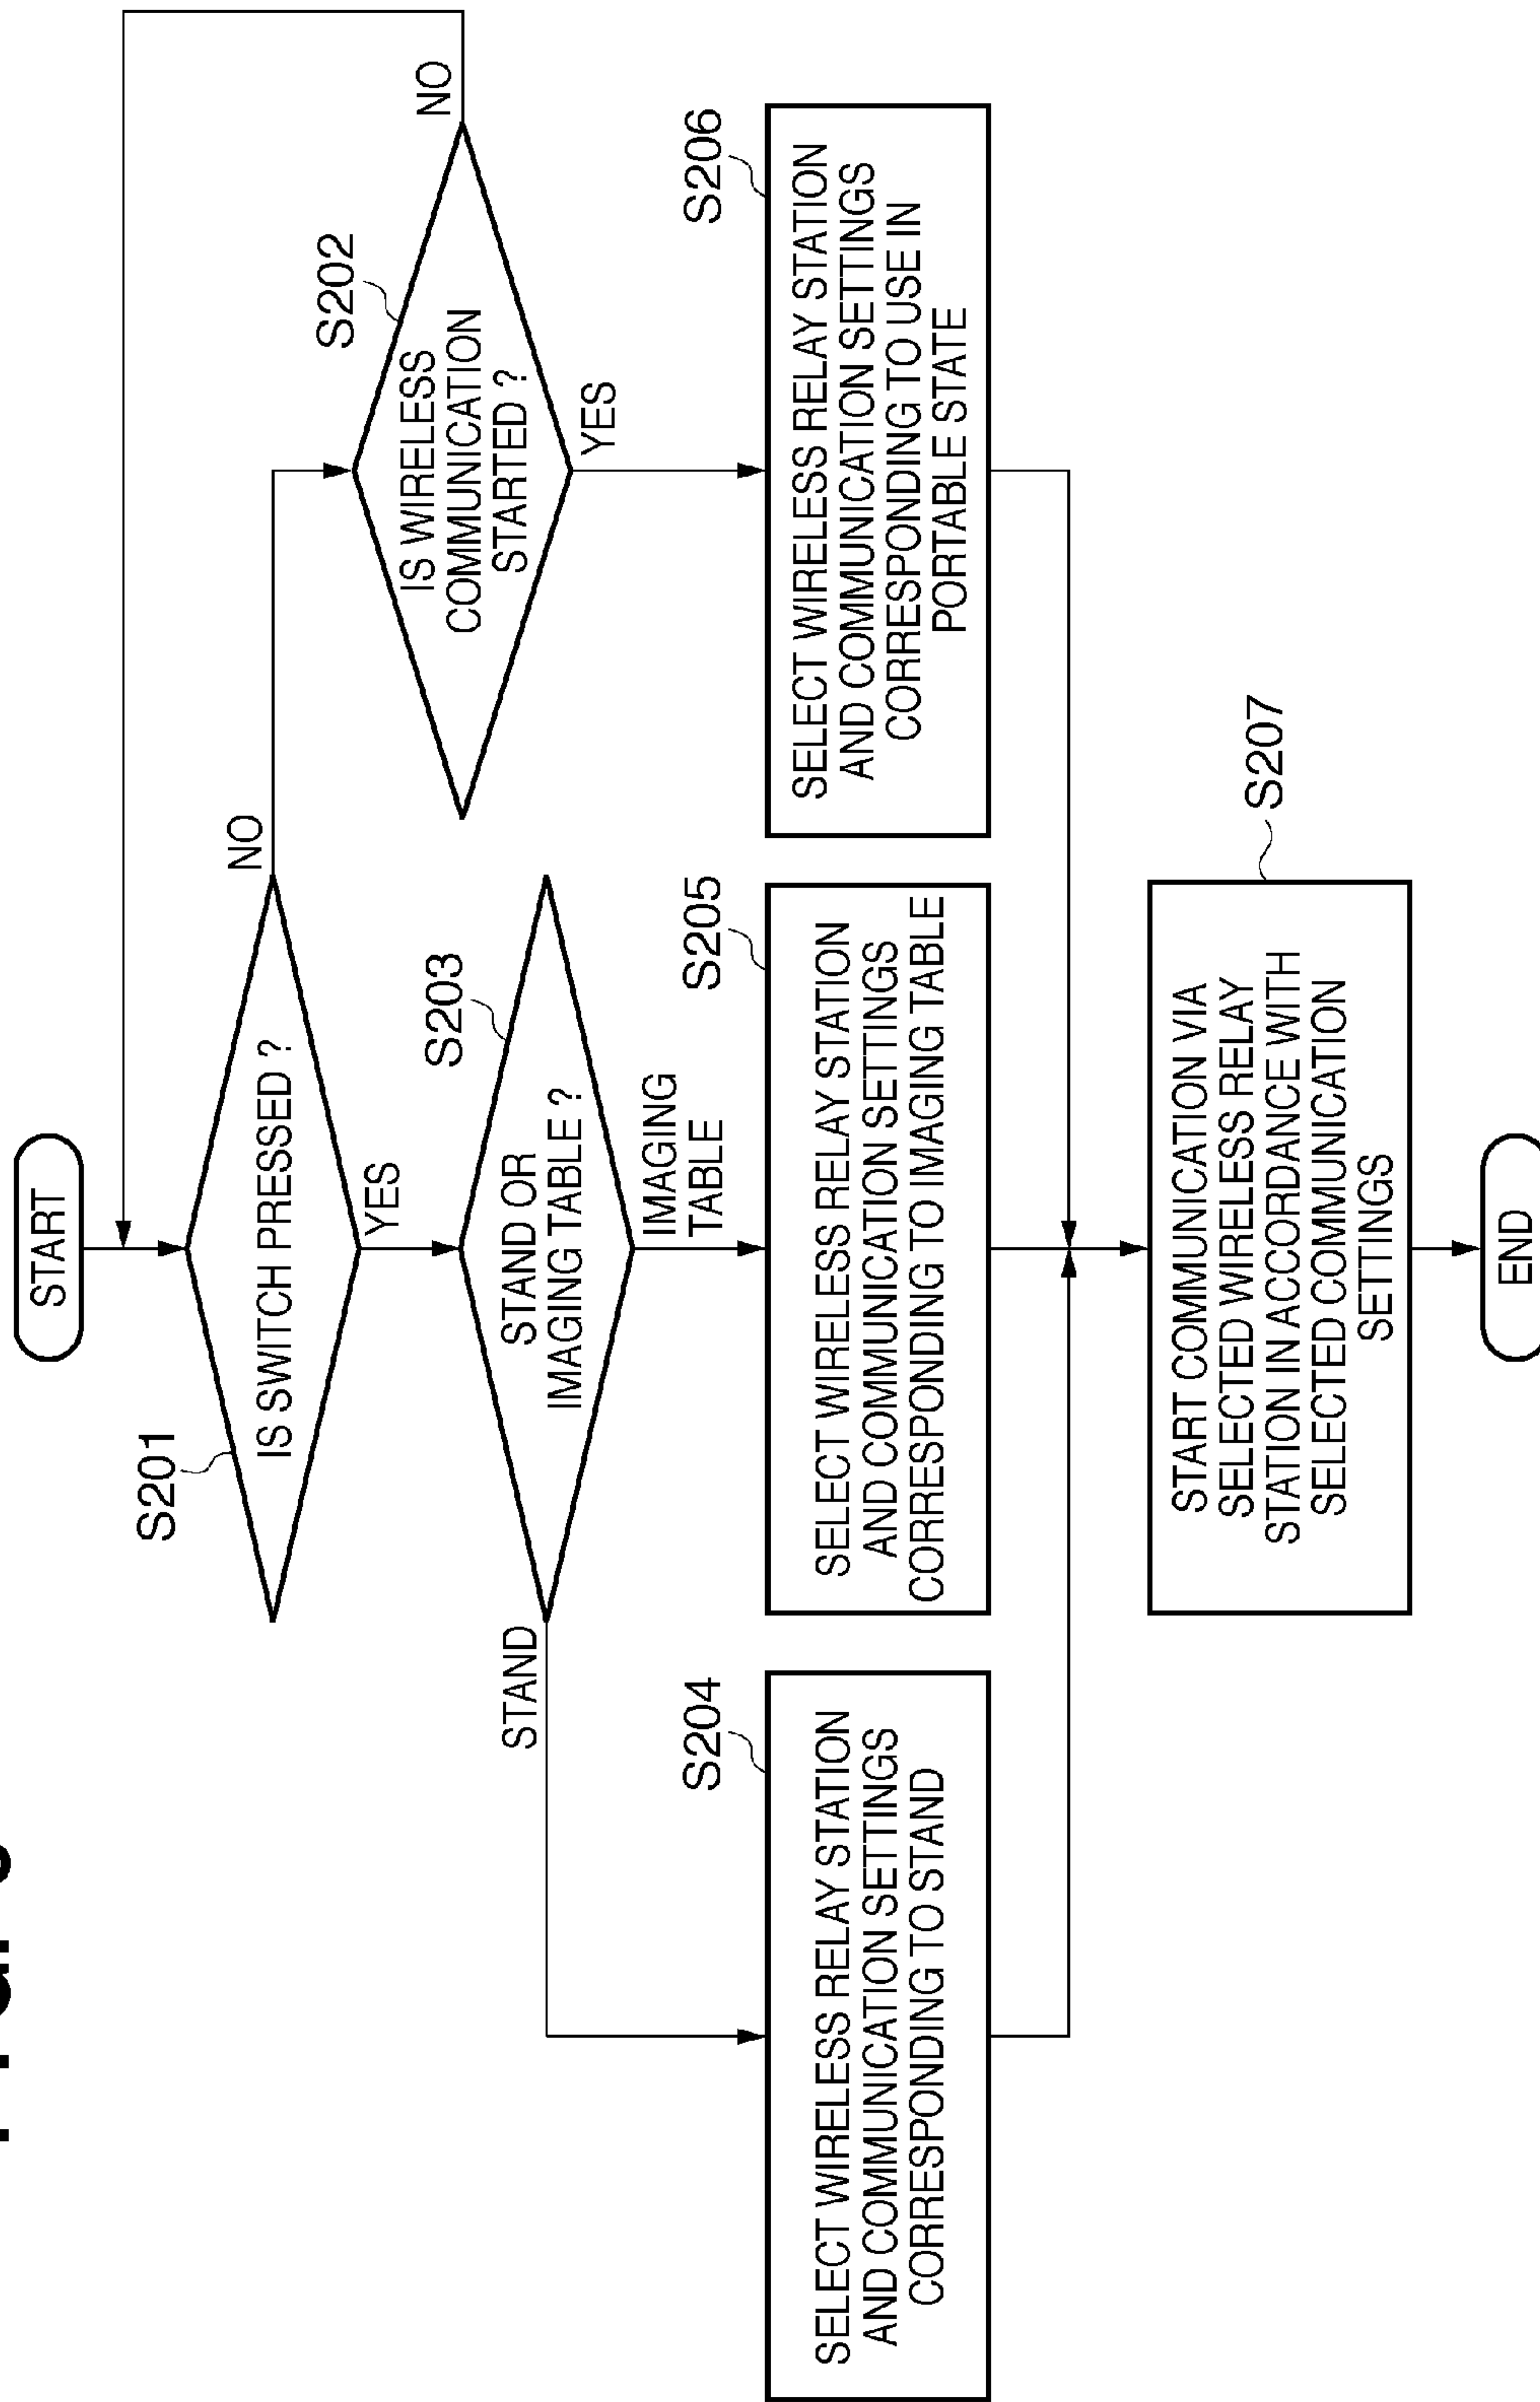 START
S201
IS SWITCH PRESSED ?
NO
YES
S202
IS WIRELESS
COMMUNICATION
STARTED ?
NO
YES
S203
STAND OR
IMAGING TABLE ?
STAND
IMAGING
TABLE
S204
SELECT WIRELESS RELAY STATION
AND COMMUNICATION SETTINGS
CORRESPONDING TO STAND
S205
SELECT WIRELESS RELAY STATION
AND COMMUNICATION SETTINGS
CORRESPONDING TO IMAGING TABLE
S206
SELECT WIRELESS RELAY STATION
AND COMMUNICATION SETTINGS
CORRESPONDING TO USE IN
PORTABLE STATE
S207
START COMMUNICATION VIA
SELECTED WIRELESS RELAY
STATION IN ACCORDANCE WITH
SELECTED COMMUNICATION
SETTINGS
END